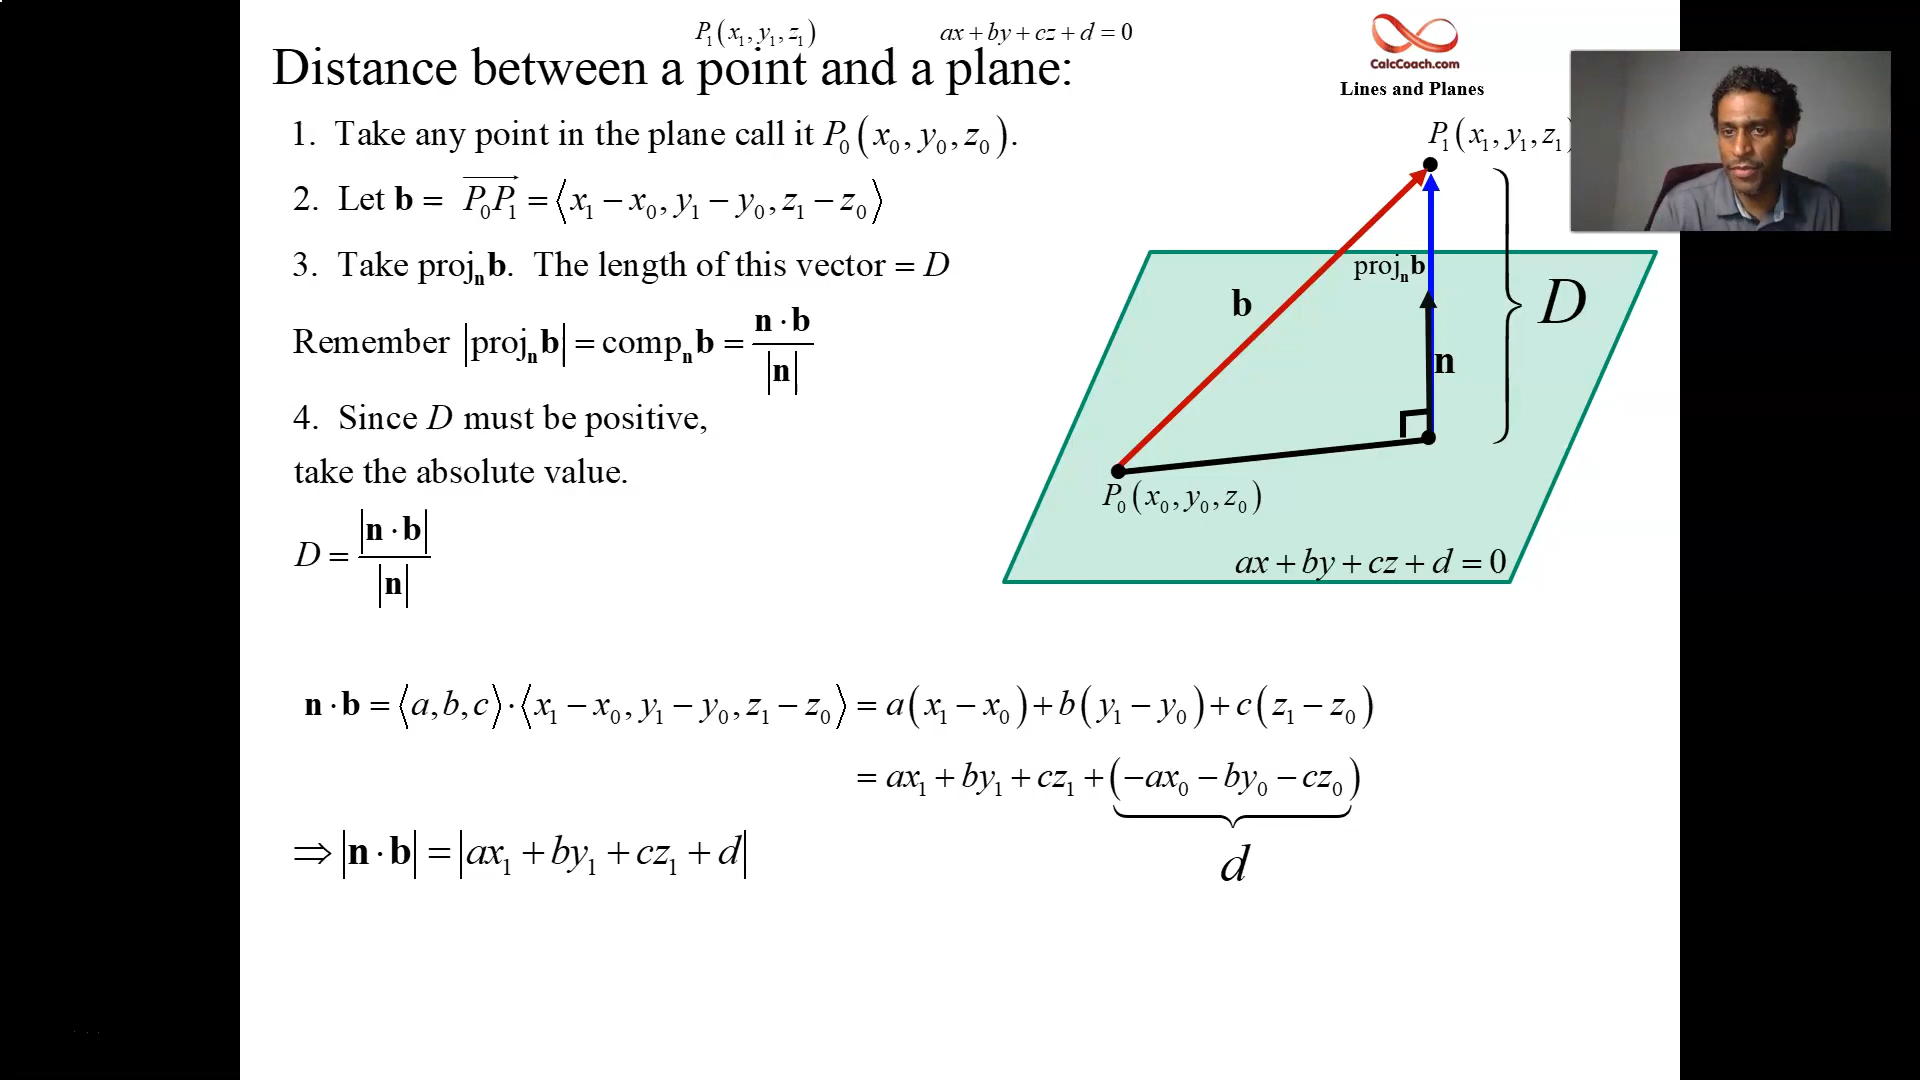 P₁(x₁, y₁, z₁) ax + by + cz + d = 0
Distance between a point and a plane:
CalcCoach.com
Lines and Planes
1. Take any point in the plane call it P₀(x₀, y₀, z₀).
2. Let b = P₀P₁ = ⟨x₁ − x₀, y₁ − y₀, z₁ − z₀⟩
3. Take projₙb. The length of this vector = D
Remember |projₙb| = compₙb = n · b / |n|
4. Since D must be positive,
take the absolute value.
D = |n · b| / |n|
P₁(x₁, y₁, z₁)
projₙb
b
D
n
P₀(x₀, y₀, z₀)
ax + by + cz + d = 0
n · b = ⟨a, b, c⟩ · ⟨x₁ − x₀, y₁ − y₀, z₁ − z₀⟩ = a(x₁ − x₀) + b(y₁ − y₀) + c(z₁ − z₀)
= ax₁ + by₁ + cz₁ + (−ax₀ − by₀ − cz₀)
d
⇒ |n · b| = |ax₁ + by₁ + cz₁ + d|